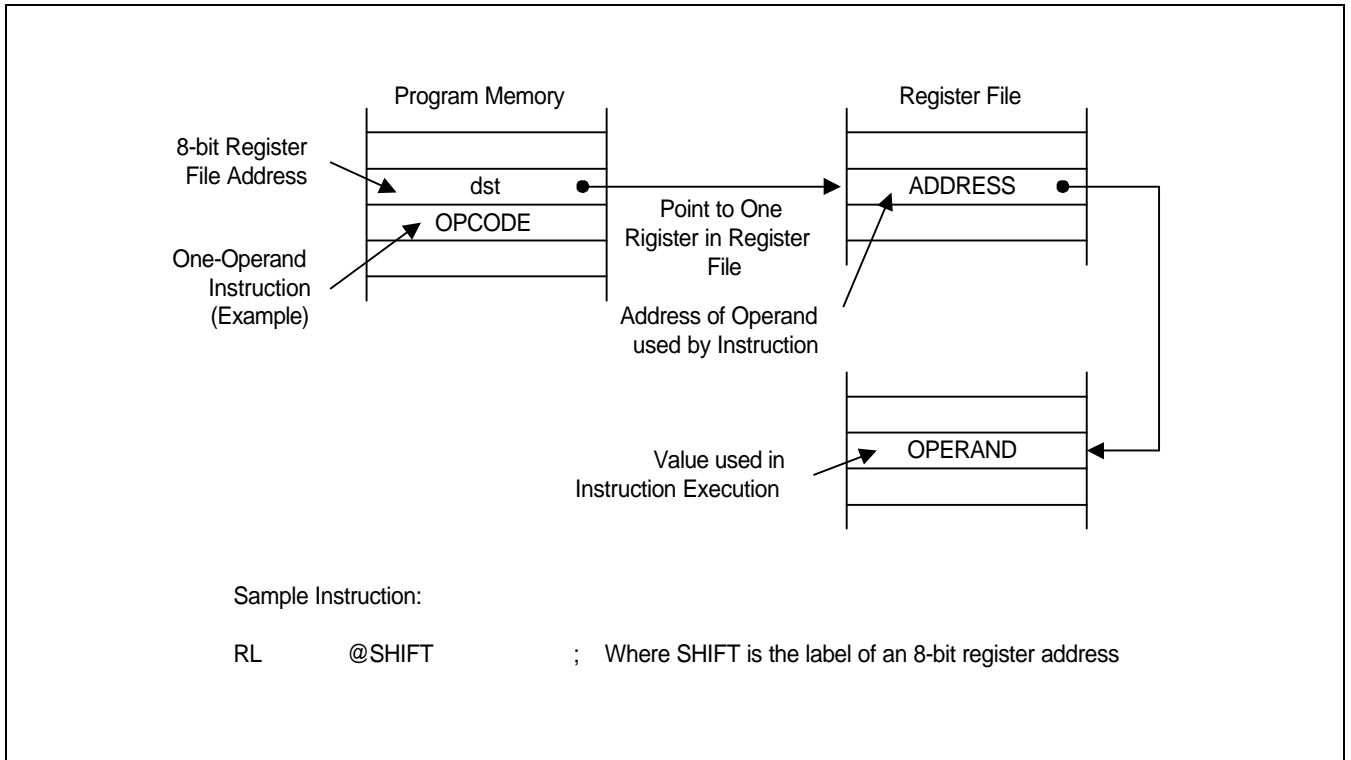 Program Memory
Register File
8-bit Register
File Address
dst
ADDRESS
OPCODE
Point to One
Rigister in Register
File
One-Operand
Instruction
(Example)
Address of Operand
used by Instruction
OPERAND
Value used in
Instruction Execution
Sample Instruction:
RL @SHIFT ; Where SHIFT is the label of an 8-bit register address